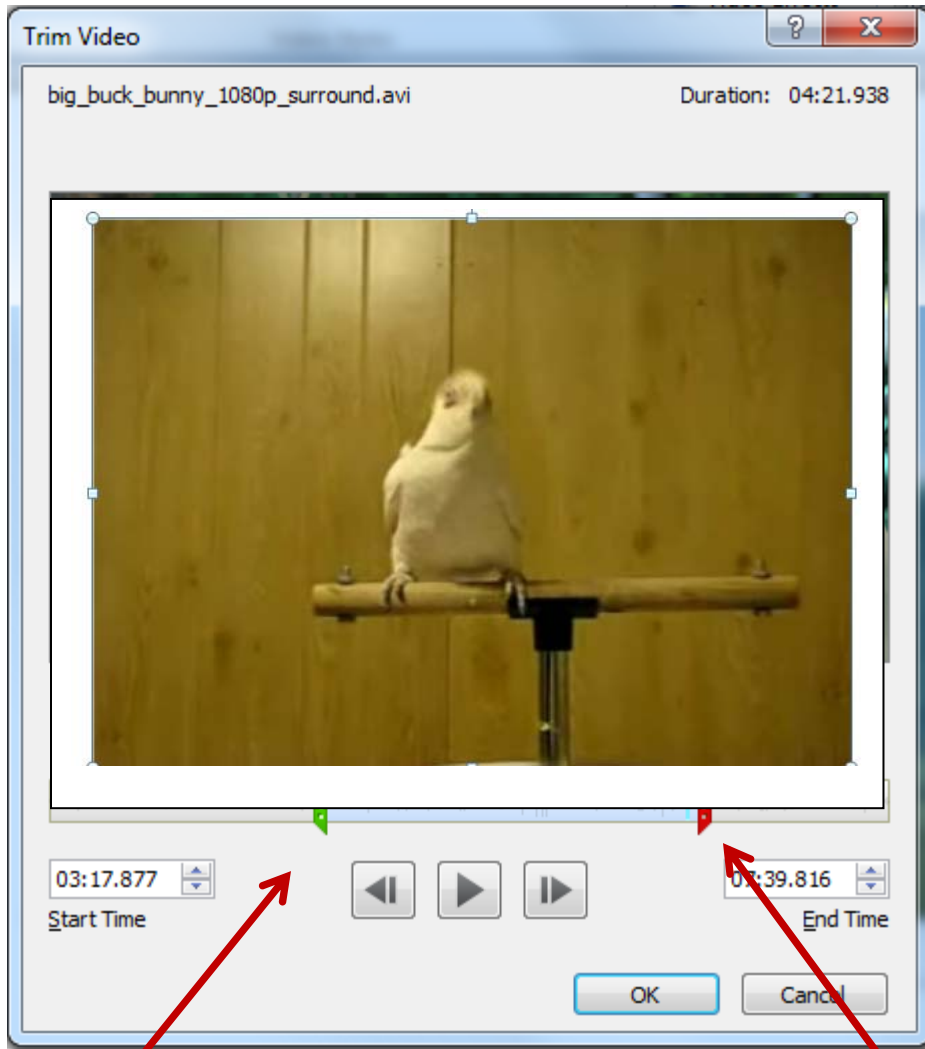 Trim Video
big_buck_bunny_1080p_surround.avi Duration: 04:21.938
03:17.877 07:39.816
Start Time End Time
OK Cancel